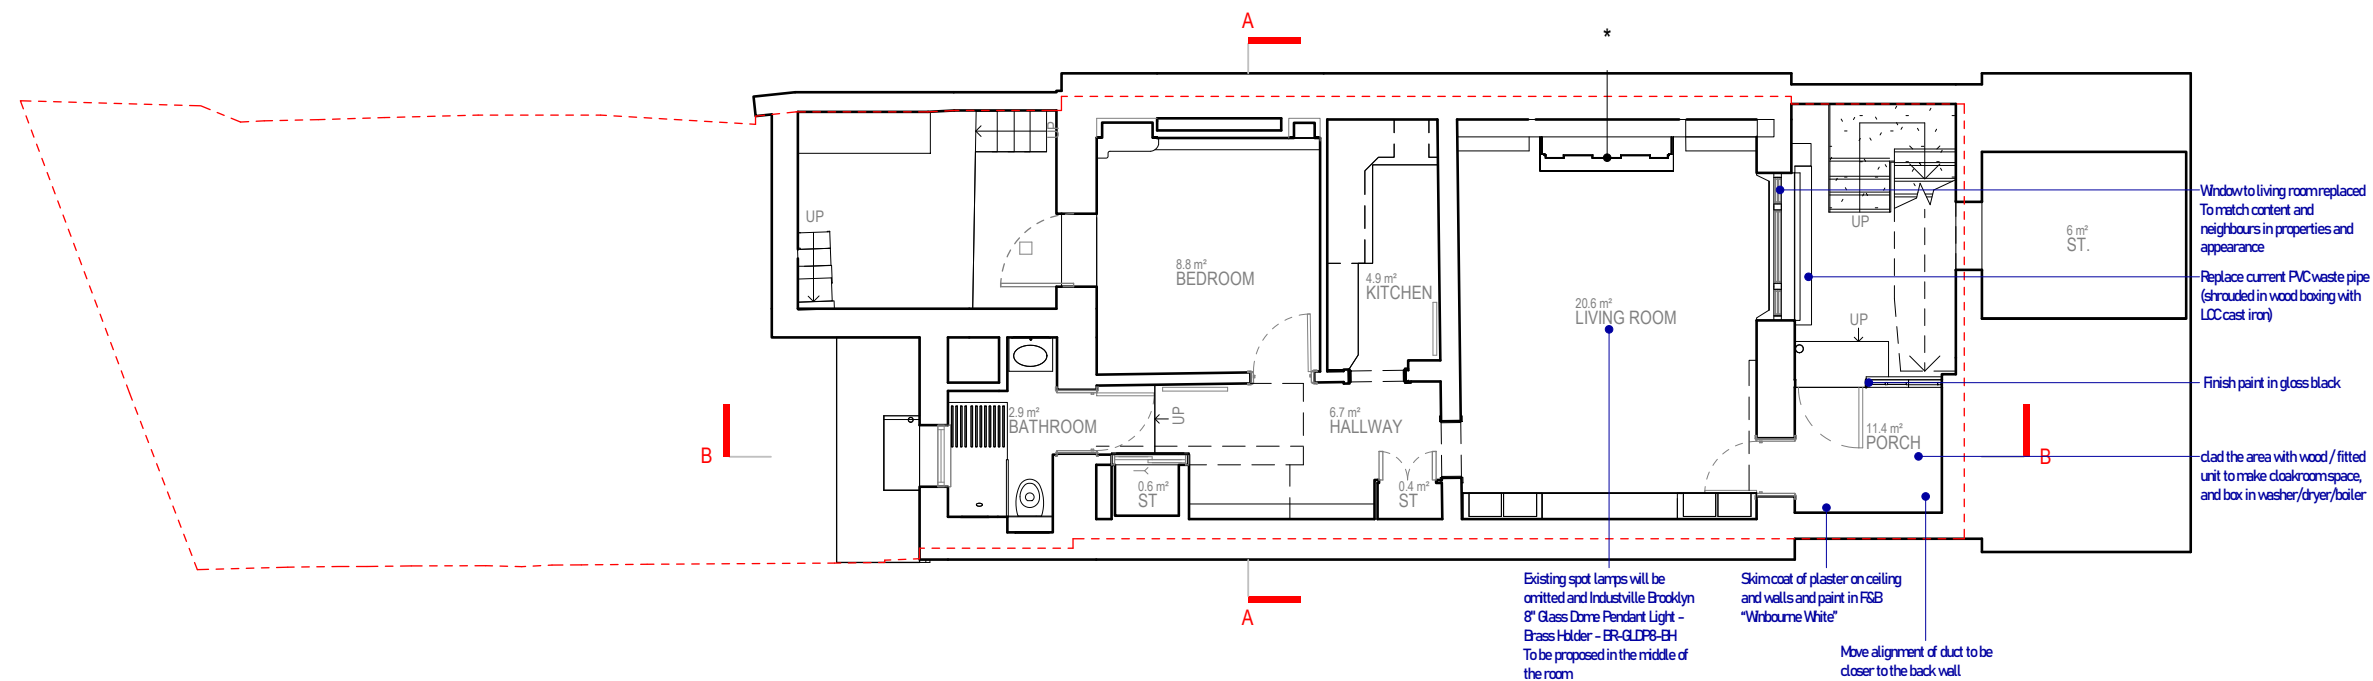 A
*
UP
UP
8.8 m²
BEDROOM
4.9 m²
KITCHEN
20.6 m²
LIVING ROOM
UP
UP
6 m²
ST.
2.9 m²
BATHROOM
UP
6.7 m²
HALLWAY
0.6 m²
ST
0.4 m²
ST
11.4 m²
PORCH
B
B
A
Window to living room replaced
To match content and
neighbours in properties and
appearance
Replace current PVC waste pipe
(shrouded in wood boxing with
LCC cast iron)
Finish paint in gloss black
clad the area with wood / fitted
unit to make cloakroom space,
and box in washer/dryer/boiler
Existing spot lamps will be
omitted and Industville Brooklyn
8" Glass Dome Pendant Light –
Brass Holder – BR-GLDP8-BH
To be proposed in the middle of
the room
Skim coat of plaster on ceiling
and walls and paint in F&B
"Winbourne White"
Move alignment of duct to be
closer to the back wall